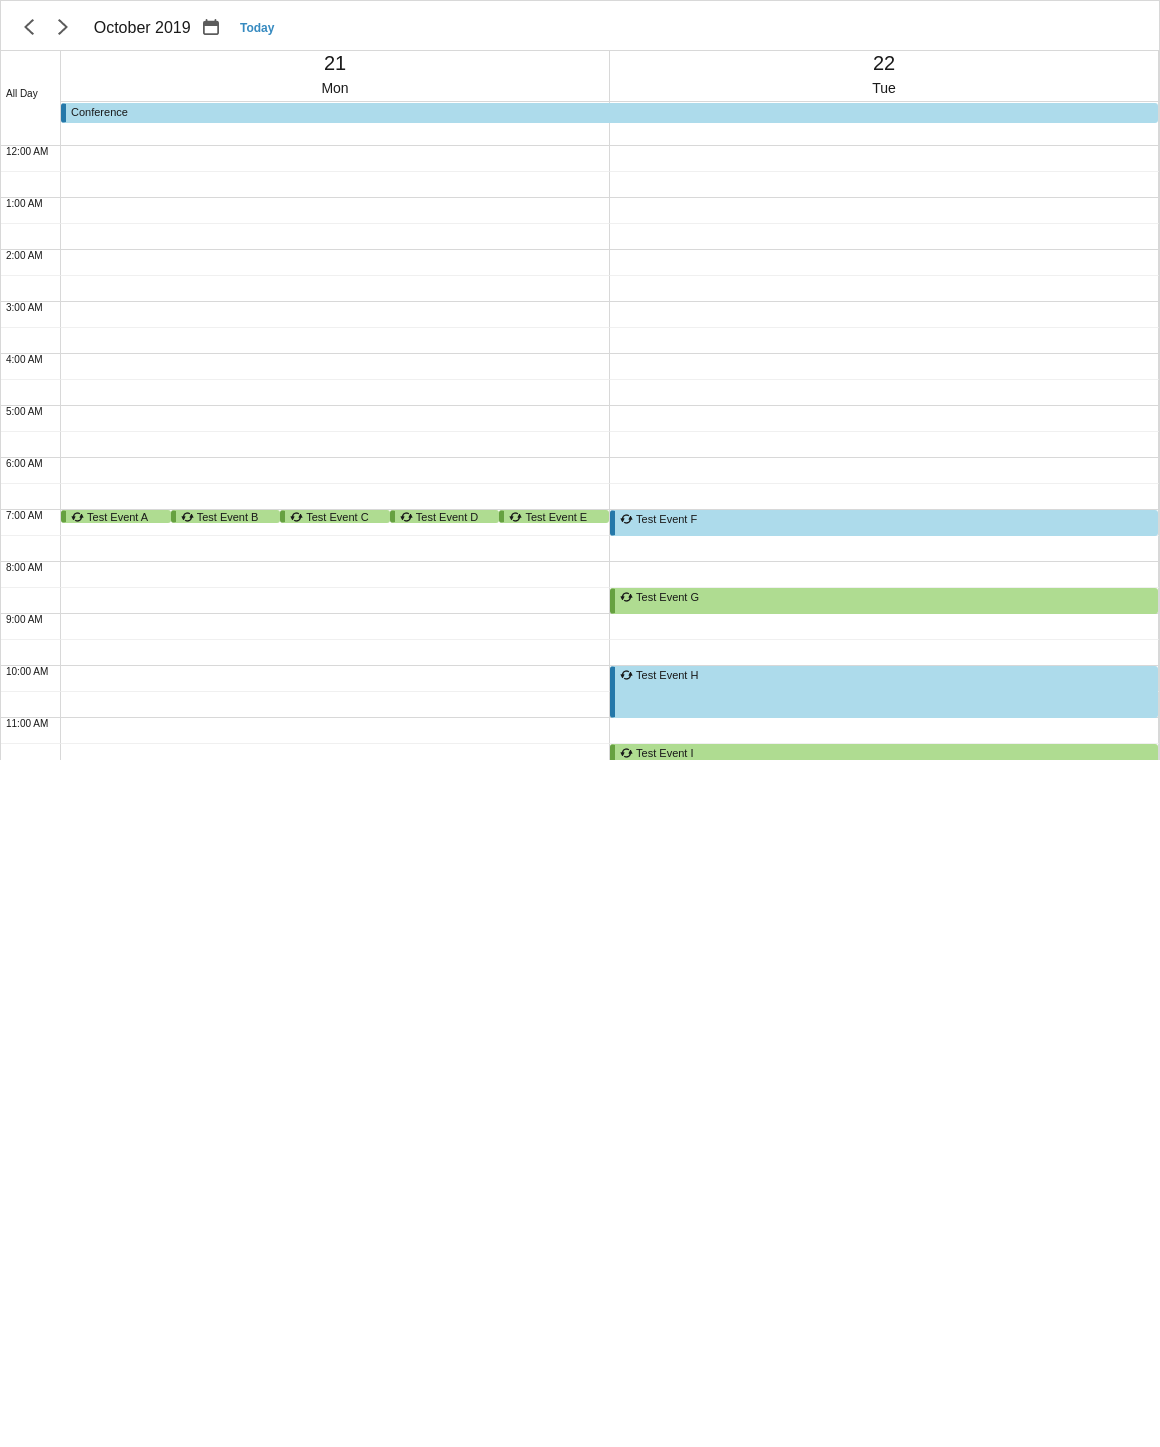 October 2019 Today
21 22
Mon Tue
All Day
Conference
12:00 AM
1:00 AM
2:00 AM
3:00 AM
4:00 AM
5:00 AM
6:00 AM
7:00 AM Test Event A Test Event B Test Event C Test Event D Test Event E Test Event F
8:00 AM
Test Event G
9:00 AM
10:00 AM Test Event H
11:00 AM
Test Event I